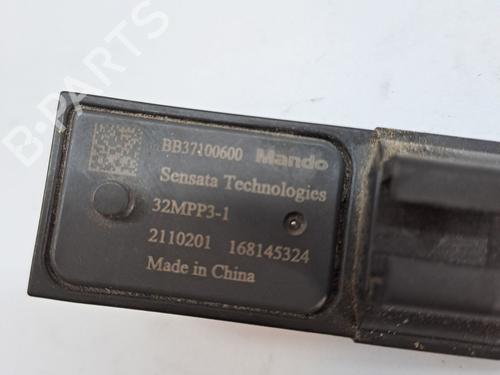 BB37100600 Mando
Sensata Technologies
32MPP3-1
2110201 168145324
Made in China
B-PARTS